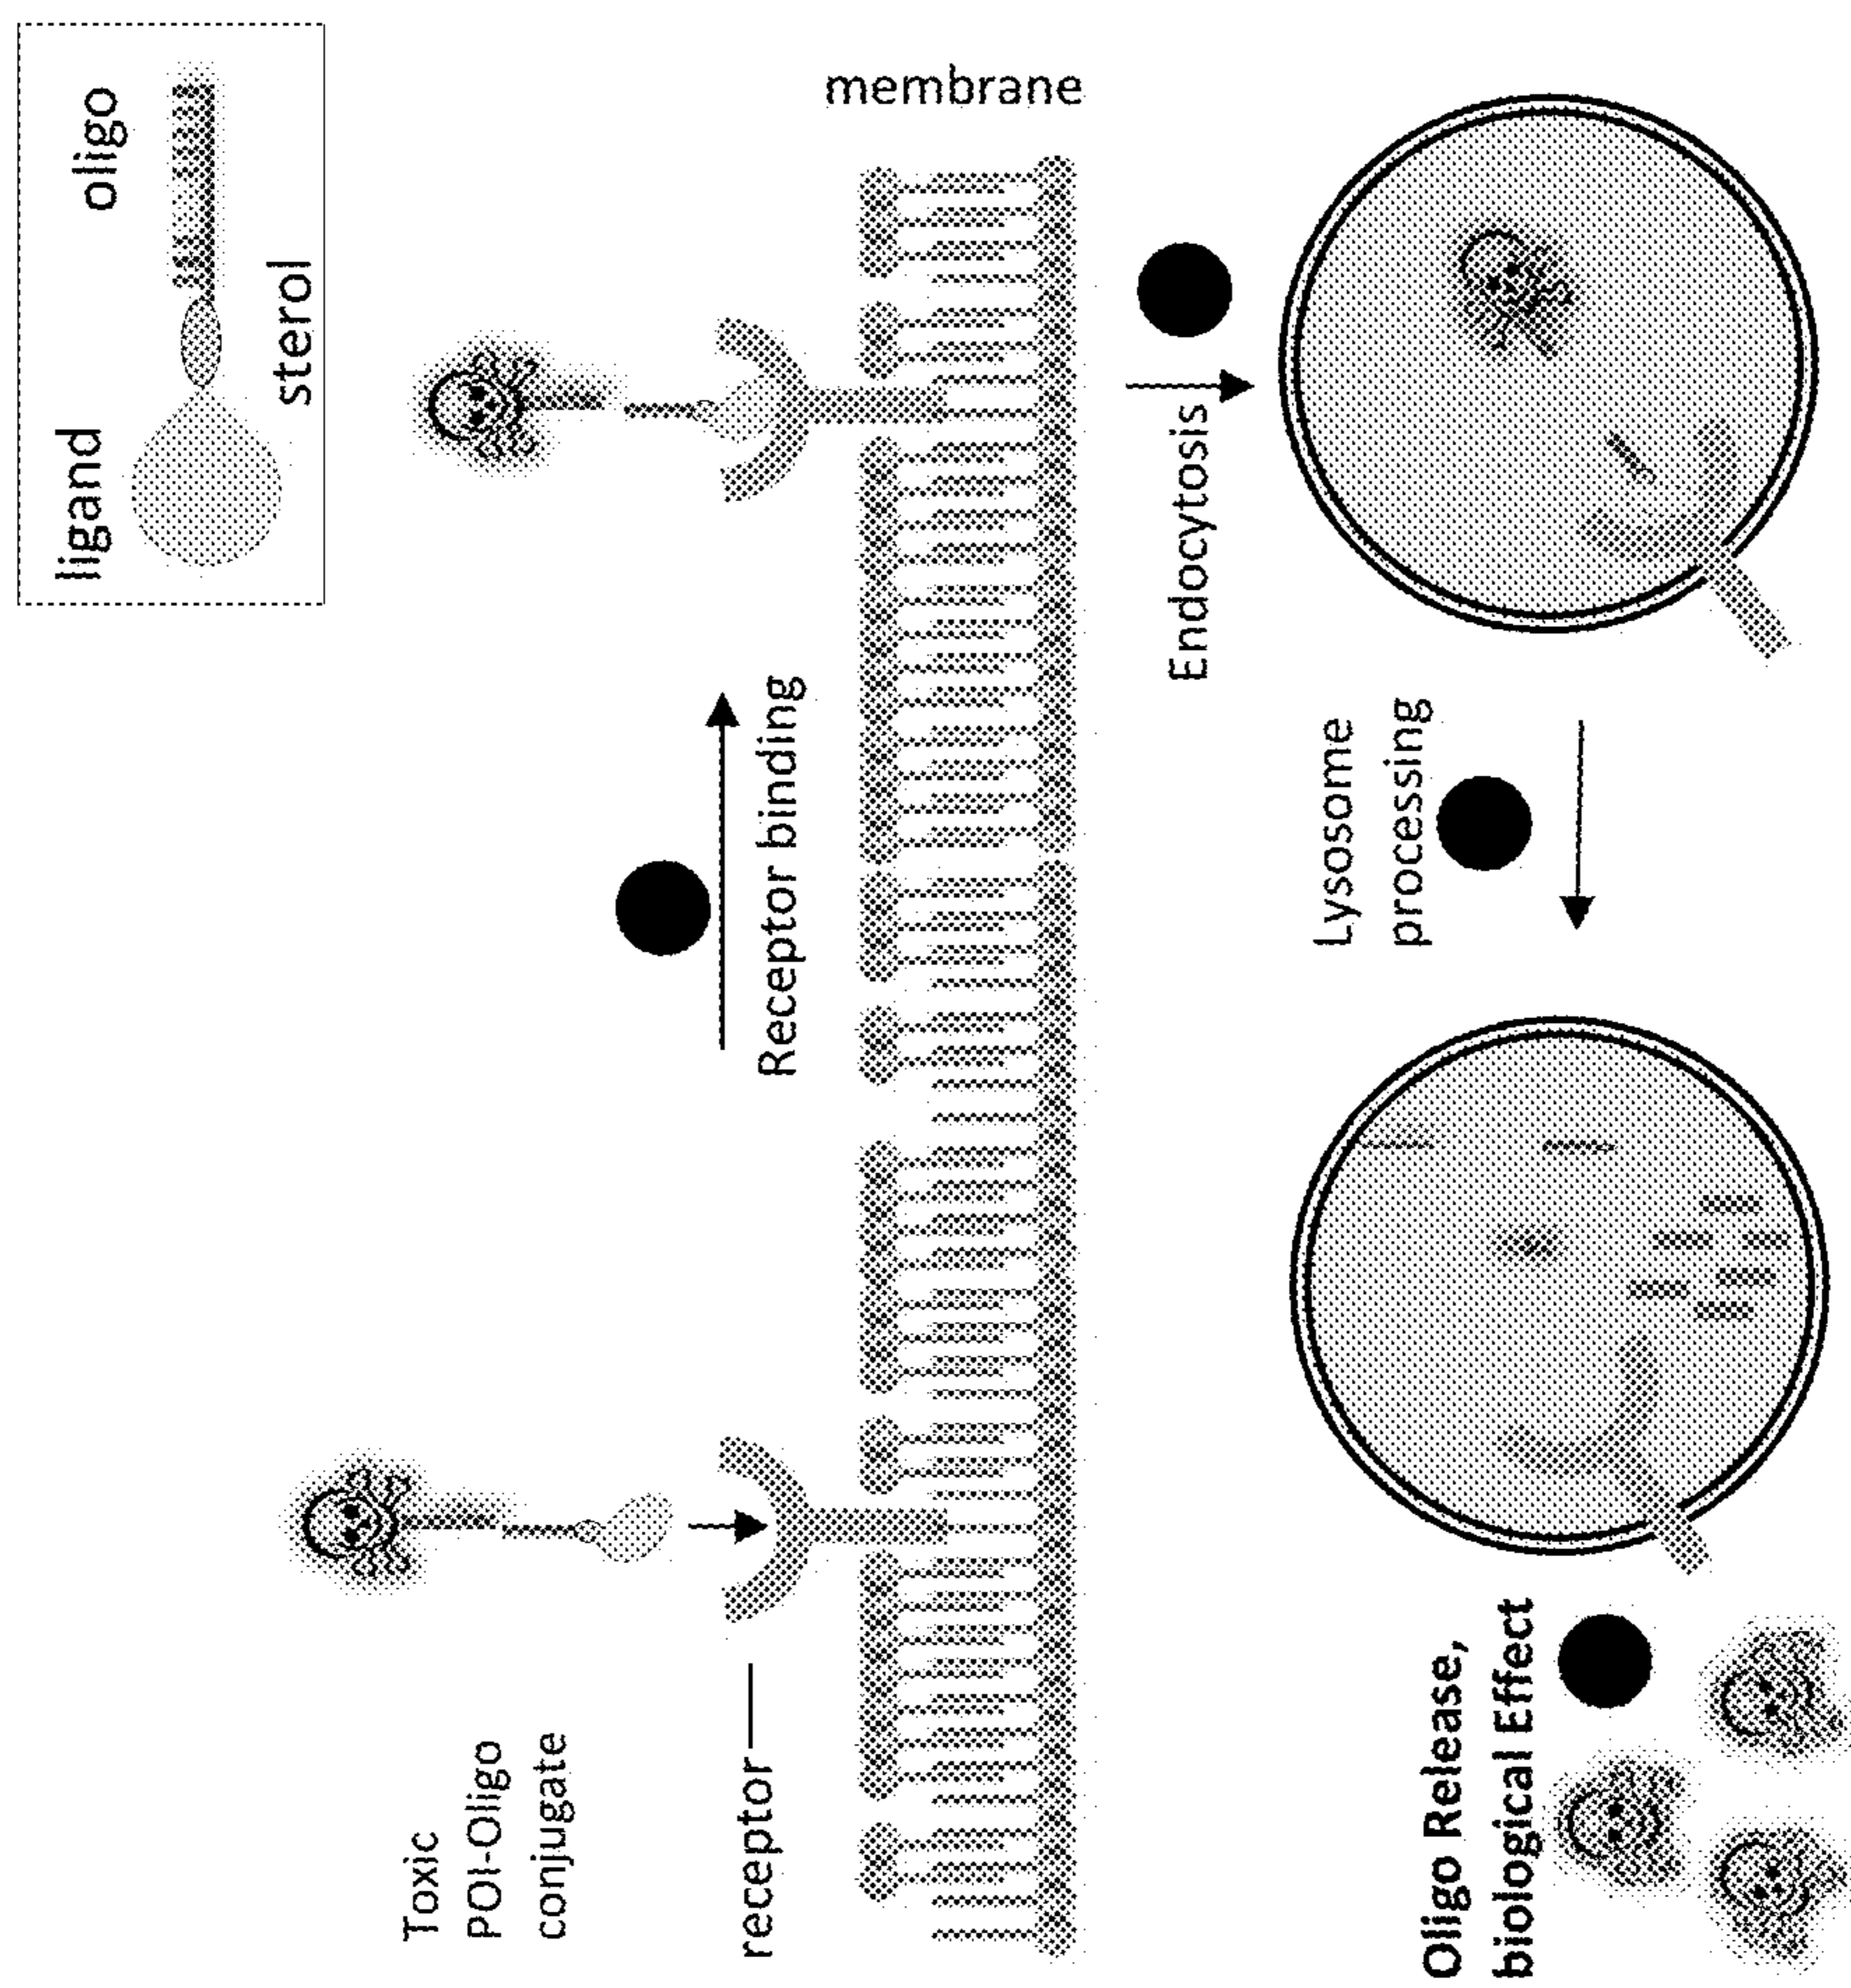 ligand
oligo
sterol
Toxic
POI-Oligo
conjugate
receptor
Receptor binding
membrane
Endocytosis
Lysosome
processing
Oligo Release,
biological Effect